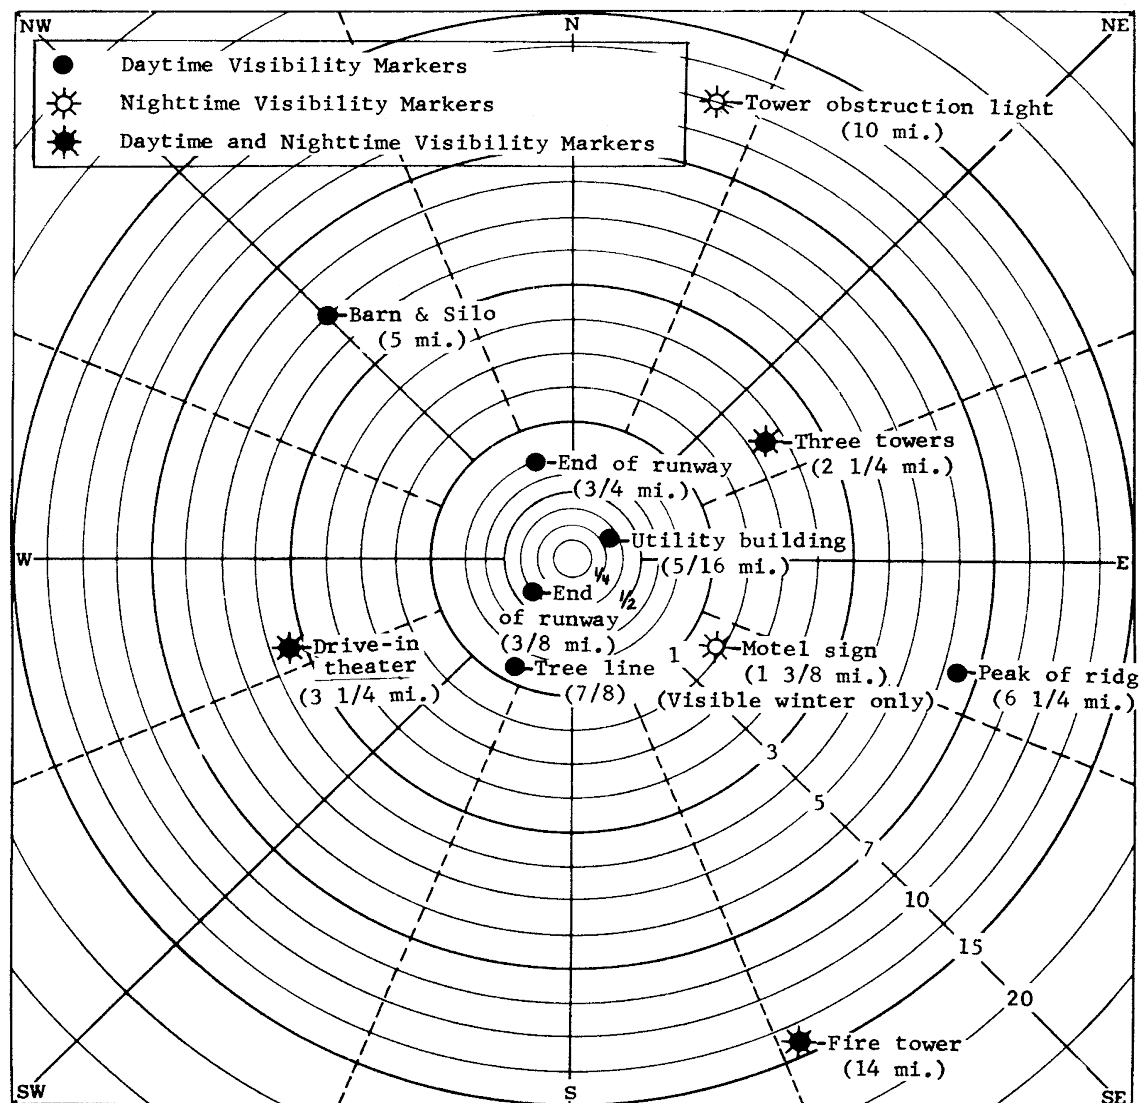 NW
N
NE
Daytime Visibility Markers
Nighttime Visibility Markers
Daytime and Nighttime Visibility Markers
Tower obstruction light
(10 mi.)
Barn & Silo
(5 mi.)
Three towers
(2 1/4 mi.)
End of runway
(3/4 mi.)
Utility building
(5/16 mi.)
W
E
1/4
1/2
End
of runway
(3/8 mi.)
Drive-in
theater
(3 1/4 mi.)
Tree line
(7/8)
1
Motel sign
(1 3/8 mi.)
(Visible winter only)
Peak of ridg
(6 1/4 mi.)
3
5
7
10
15
20
Fire tower
(14 mi.)
SW
S
SE